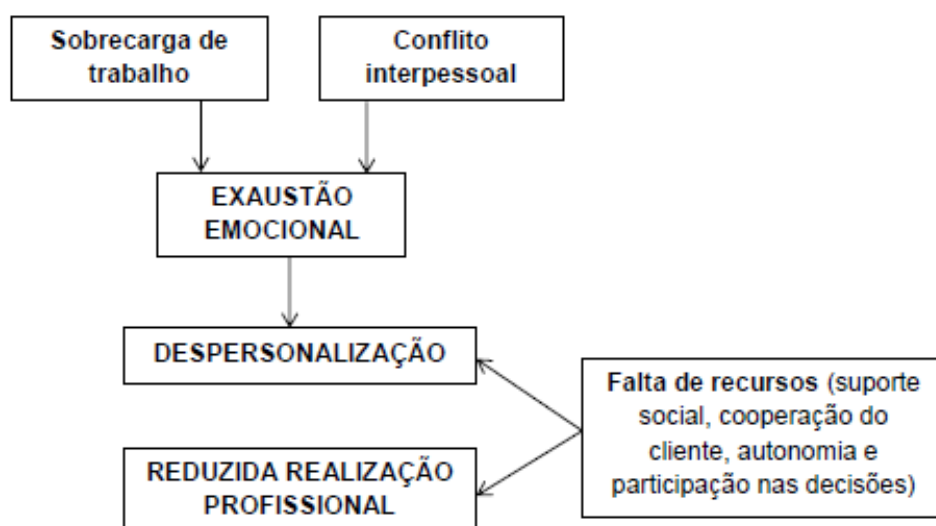 Sobrecarga de
trabalho
Conflito
interpessoal
EXAUSTÃO
EMOCIONAL
DESPERSONALIZAÇÃO
Falta de recursos (suporte
social, cooperação do
cliente, autonomia e
participação nas decisões)
REDUZIDA REALIZAÇÃO
PROFISSIONAL